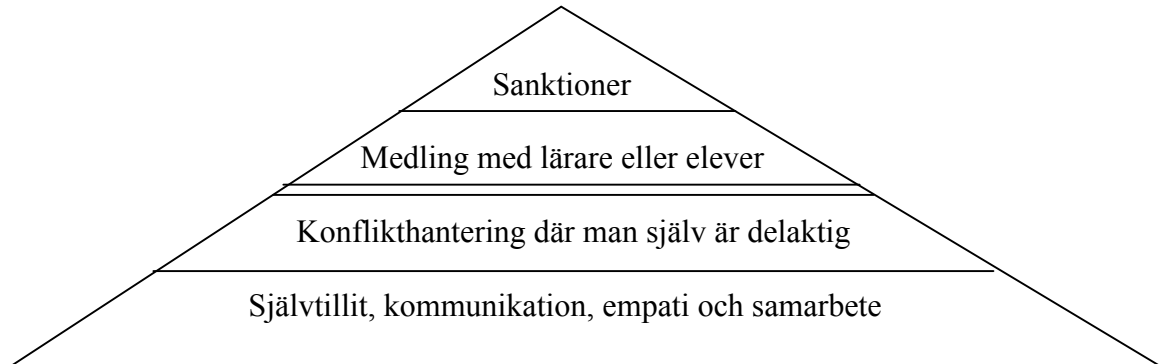 Sanktioner
Medling med lärare eller elever
Konflikthantering där man själv är delaktig
Självtillit, kommunikation, empati och samarbete